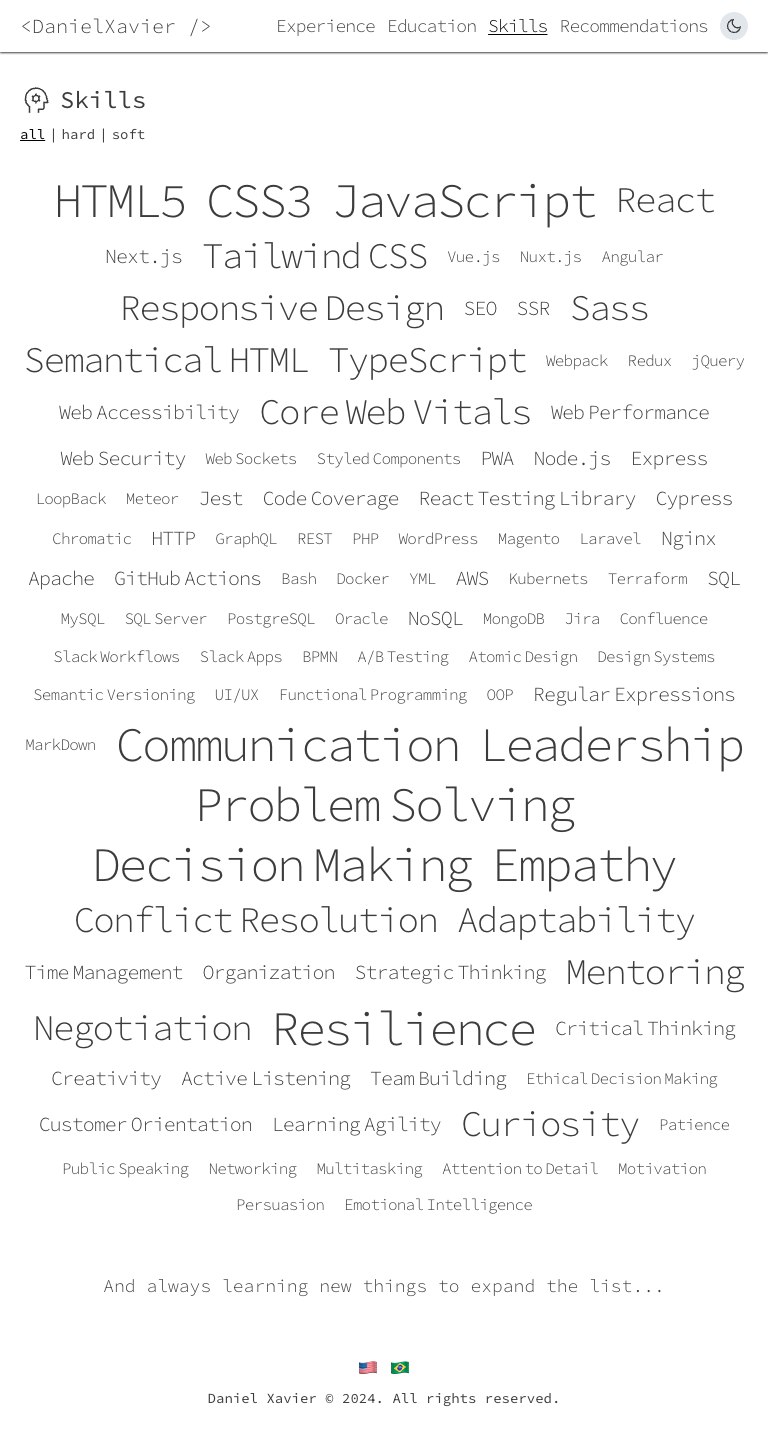 <DanielXavier /> Experience Education Skills Recommendations
Skills
all | hard | soft
HTML5 CSS3 JavaScript React
Next.js Tailwind CSS Vue.js Nuxt.js Angular
Responsive Design SEO SSR Sass
Semantical HTML TypeScript Webpack Redux jQuery
Web Accessibility Core Web Vitals Web Performance
Web Security Web Sockets Styled Components PWA Node.js Express
LoopBack Meteor Jest Code Coverage React Testing Library Cypress
Chromatic HTTP GraphQL REST PHP WordPress Magento Laravel Nginx
Apache GitHub Actions Bash Docker YML AWS Kubernets Terraform SQL
MySQL SQL Server PostgreSQL Oracle NoSQL MongoDB Jira Confluence
Slack Workflows Slack Apps BPMN A/B Testing Atomic Design Design Systems
Semantic Versioning UI/UX Functional Programming OOP Regular Expressions
MarkDown Communication Leadership
Problem Solving
Decision Making Empathy
Conflict Resolution Adaptability
Time Management Organization Strategic Thinking Mentoring
Negotiation Resilience Critical Thinking
Creativity Active Listening Team Building Ethical Decision Making
Customer Orientation Learning Agility Curiosity Patience
Public Speaking Networking Multitasking Attention to Detail Motivation
Persuasion Emotional Intelligence
And always learning new things to expand the list...
Daniel Xavier © 2024. All rights reserved.